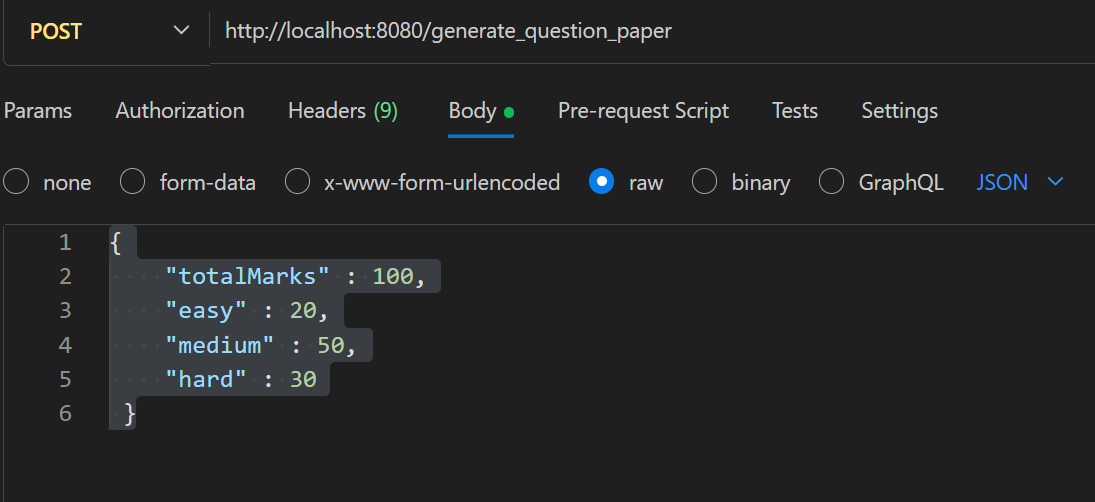 POST http://localhost:8080/generate_question_paper
Params Authorization Headers (9) Body Pre-request Script Tests Settings
none form-data x-www-form-urlencoded raw binary GraphQL JSON
1 {
2 "totalMarks" : 100,
3 "easy" : 20,
4 "medium" : 50,
5 "hard" : 30
6 }